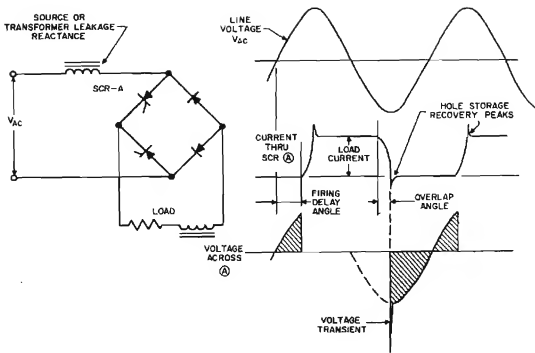 SOURCE OR
TRANSFORMER LEAKAGE
REACTANCE
SCR-A
VAC
LOAD
LINE
VOLTAGE
VAC
HOLE STORAGE
RECOVERY PEAKS
CURRENT
THRU
SCR Ⓐ
LOAD
CURRENT
FIRING
DELAY
ANGLE
OVERLAP
ANGLE
VOLTAGE
ACROSS
Ⓐ
VOLTAGE
TRANSIENT